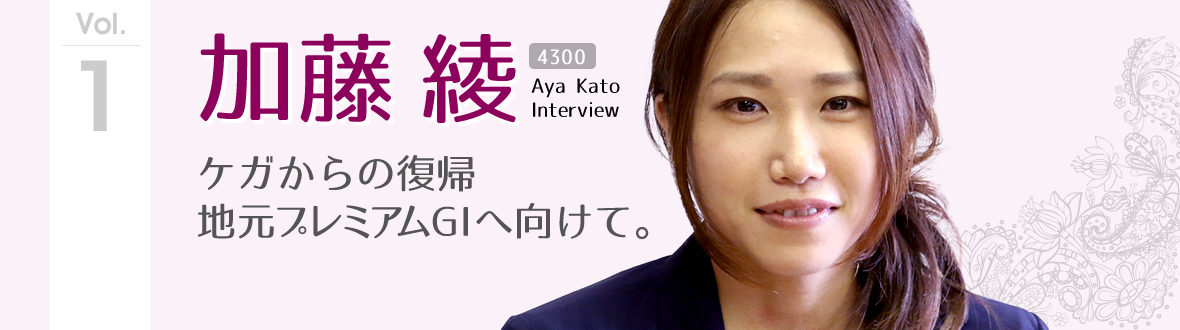 Vol.
1
加藤 綾
4300
Aya Kato
Interview
ケガからの復帰
地元プレミアムGIへ向けて。